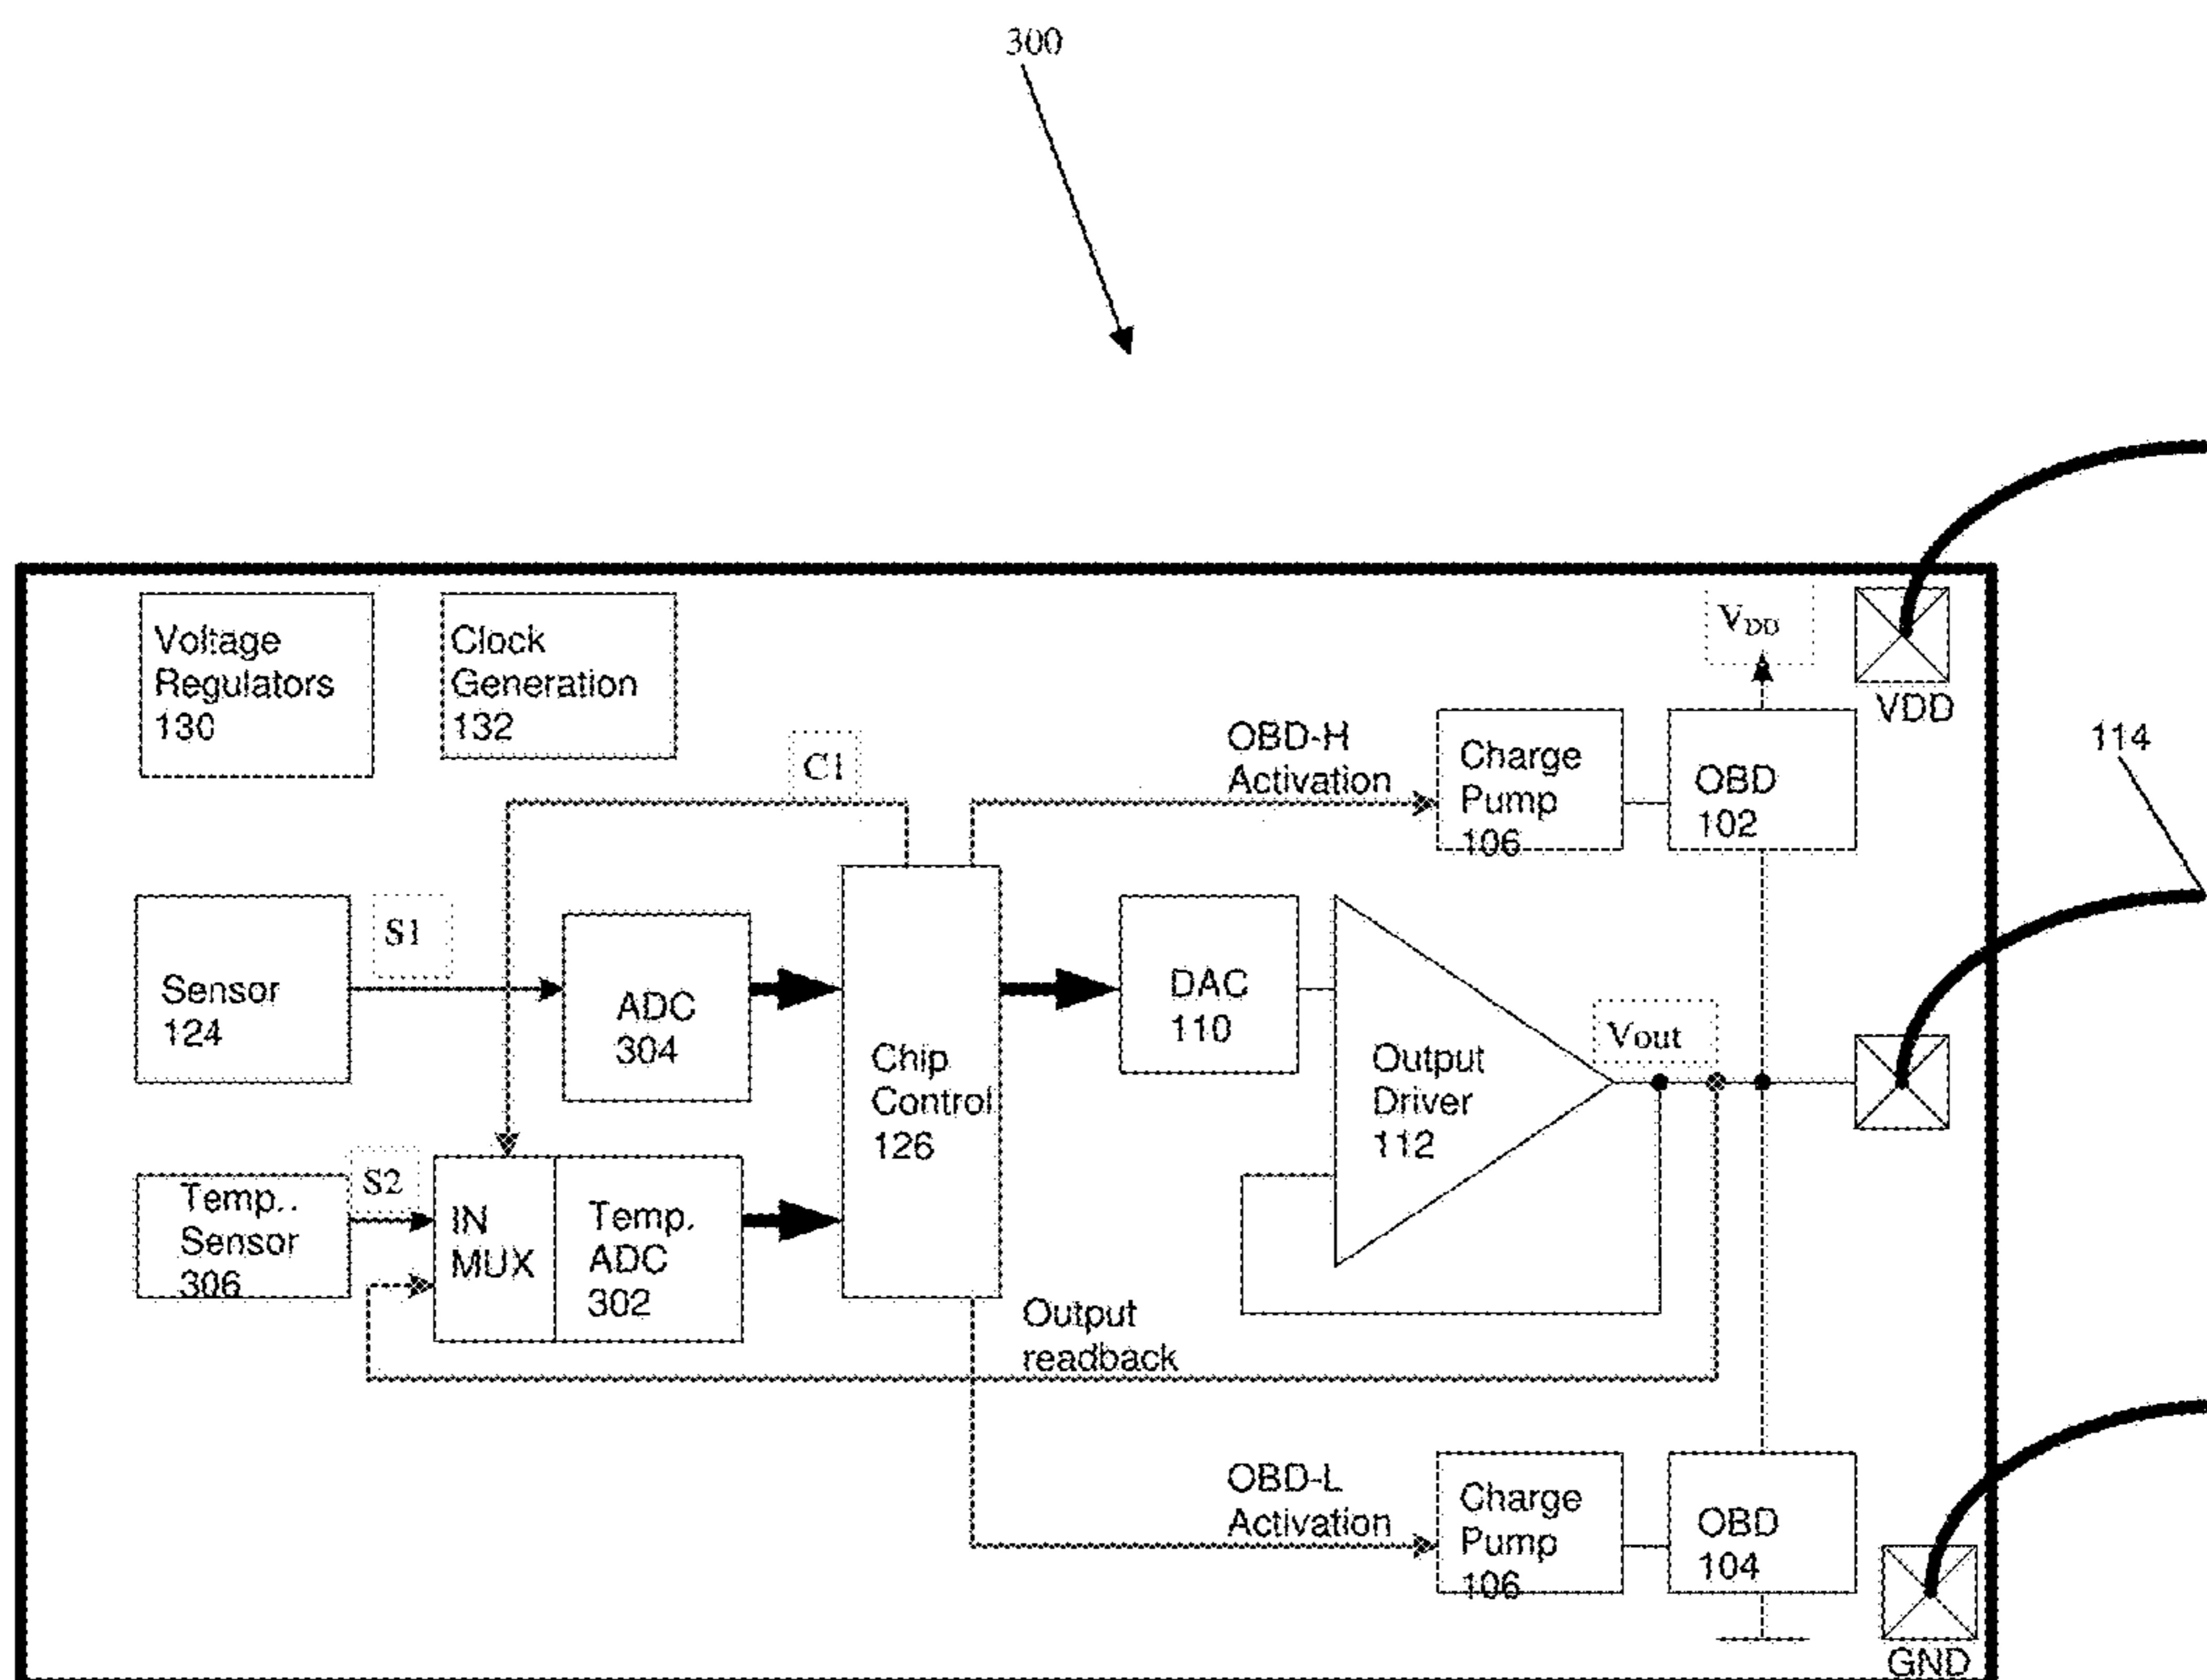 300
Voltage
Regulators
130
Clock
Generation
132
C1
OBD-H
Activation
Charge
Pump
106
OBD
102
VDD
VDD
114
Sensor
124
S1
ADC
304
Chip
Control
126
DAC
110
Output
Driver
112
Vout
Temp..
Sensor
306
S2
IN
MUX
Temp.
ADC
302
Output
readback
OBD-L
Activation
Charge
Pump
106
OBD
104
GND